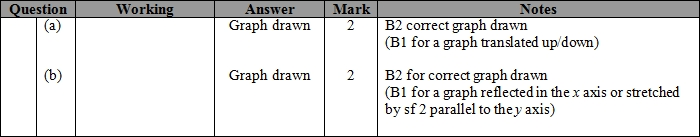 Question Working Answer Mark Notes
(a) Graph drawn 2 B2 correct graph drawn
(B1 for a graph translated up/down)
(b) Graph drawn 2 B2 for correct graph drawn
(B1 for a graph reflected in the x axis or stretched
by sf 2 parallel to the y axis)